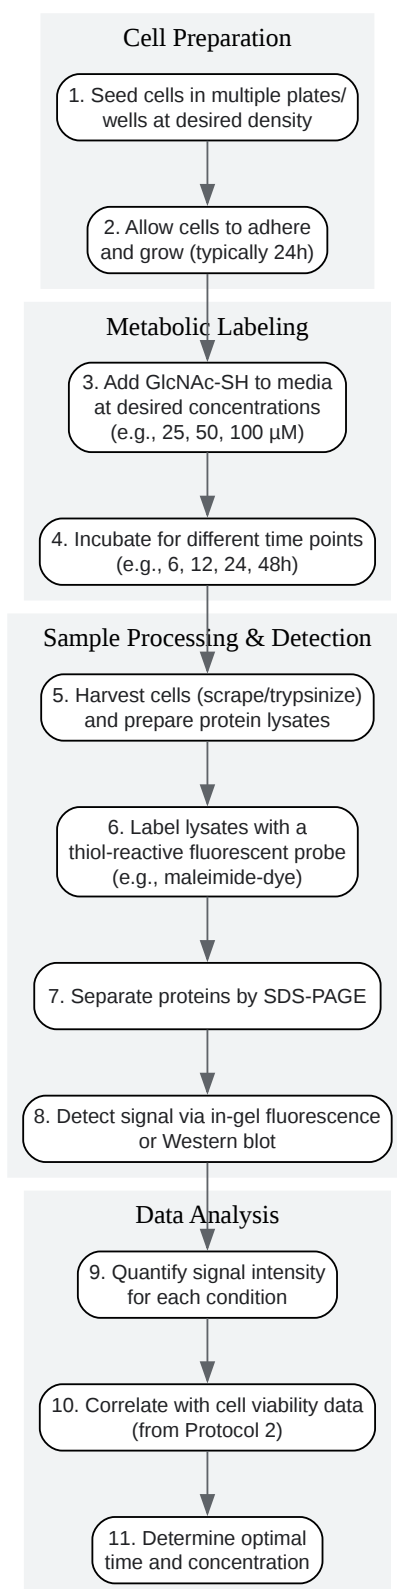 Cell Preparation
1. Seed cells in multiple plates/
wells at desired density
2. Allow cells to adhere
and grow (typically 24h)
Metabolic Labeling
3. Add GlcNAc-SH to media
at desired concentrations
(e.g., 25, 50, 100 µM)
4. Incubate for different time points
(e.g., 6, 12, 24, 48h)
Sample Processing & Detection
5. Harvest cells (scrape/trypsinize)
and prepare protein lysates
6. Label lysates with a
thiol-reactive fluorescent probe
(e.g., maleimide-dye)
7. Separate proteins by SDS-PAGE
8. Detect signal via in-gel fluorescence
or Western blot
Data Analysis
9. Quantify signal intensity
for each condition
10. Correlate with cell viability data
(from Protocol 2)
11. Determine optimal
time and concentration